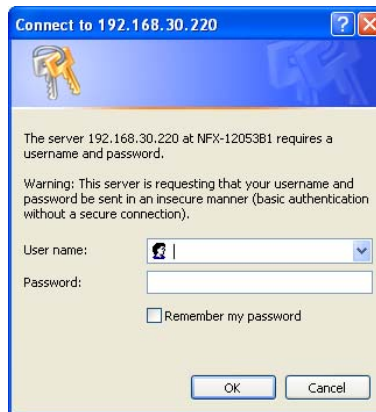 Connect to 192.168.30.220
The server 192.168.30.220 at NFX-12053B1 requires a
username and password.
Warning: This server is requesting that your username and
password be sent in an insecure manner (basic authentication
without a secure connection).
User name:
Password:
Remember my password
OK Cancel